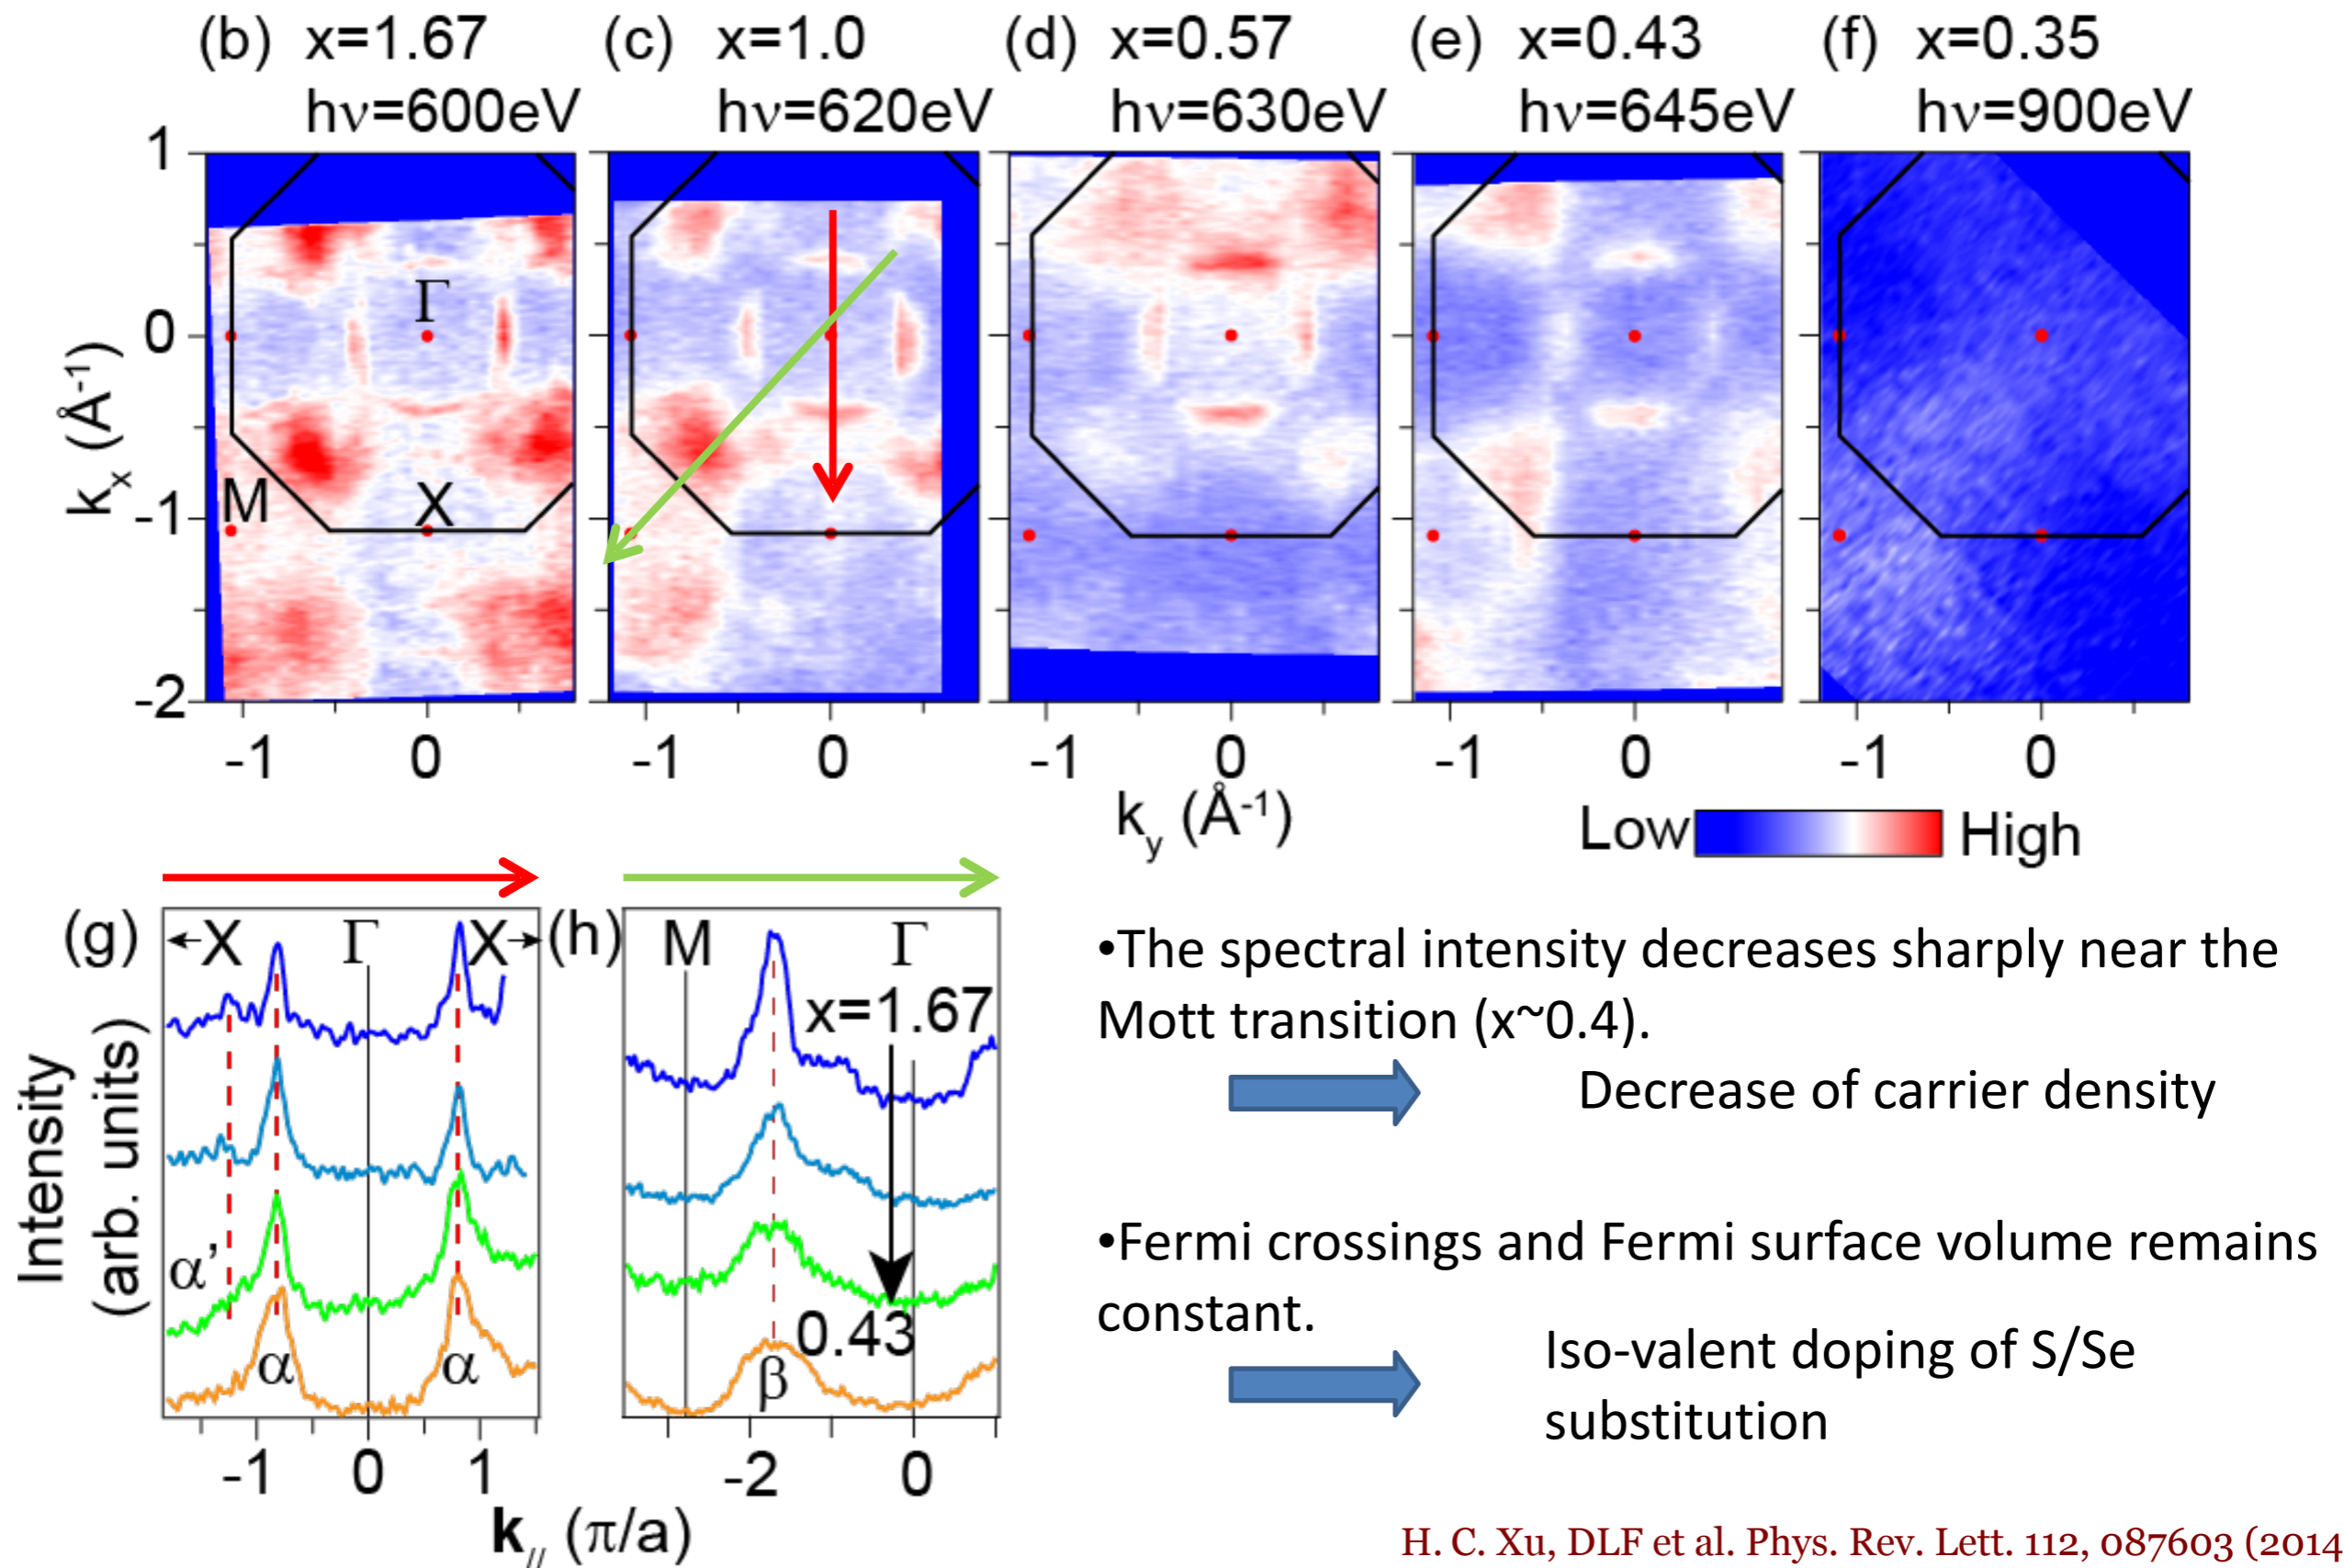 (b) x=1.67
hν=600eV
(c) x=1.0
hν=620eV
(d) x=0.57
hν=630eV
(e) x=0.43
hν=645eV
(f) x=0.35
hν=900eV
1
0
-1
-2
kx (Å-1)
Γ
M
X
-1 0
-1 0
-1 0
-1 0
-1 0
ky (Å-1)
Low High
(g)
←X Γ X→
α'
α α
Intensity
(arb. units)
-1 0 1
(h)
M Γ
x=1.67
0.43
β
-2 0
k// (π/a)
•The spectral intensity decreases sharply near the
Mott transition (x~0.4).
Decrease of carrier density
•Fermi crossings and Fermi surface volume remains
constant.
Iso-valent doping of S/Se
substitution
H. C. Xu, DLF et al. Phys. Rev. Lett. 112, 087603 (2014